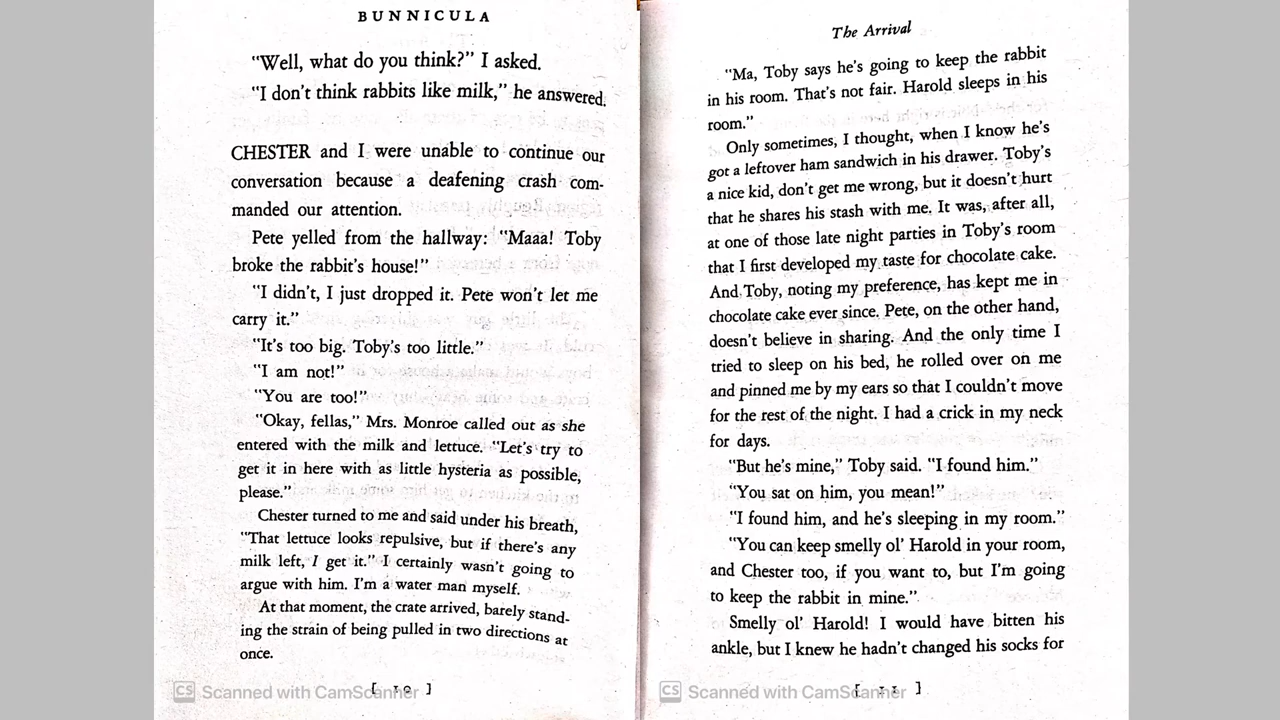 BUNNICULA
“Well, what do you think?” I asked.
“I don’t think rabbits like milk,” he answered.
CHESTER and I were unable to continue our
conversation because a deafening crash com-
manded our attention.
Pete yelled from the hallway: “Maaa! Toby
broke the rabbit’s house!”
“I didn’t, I just dropped it. Pete won’t let me
carry it.”
“It’s too big. Toby’s too little.”
“I am not!”
“You are too!”
“Okay, fellas,” Mrs. Monroe called out as she
entered with the milk and lettuce. “Let’s try to
get it in here with as little hysteria as possible,
please.”
Chester turned to me and said under his breath,
“That lettuce looks repulsive, but if there’s any
milk left, I get it.” I certainly wasn’t going to
argue with him. I’m a water man myself.
At that moment, the crate arrived, barely stand-
ing the strain of being pulled in two directions at
once.
CS Scanned with CamScanner
The Arrival
“Ma, Toby says he’s going to keep the rabbit
in his room. That’s not fair. Harold sleeps in his
room.”
Only sometimes, I thought, when I know he’s
got a leftover ham sandwich in his drawer. Toby’s
a nice kid, don’t get me wrong, but it doesn’t hurt
that he shares his stash with me. It was, after all,
at one of those late night parties in Toby’s room
that I first developed my taste for chocolate cake.
And Toby, noting my preference, has kept me in
chocolate cake ever since. Pete, on the other hand,
doesn’t believe in sharing. And the only time I
tried to sleep on his bed, he rolled over on me
and pinned me by my ears so that I couldn’t move
for the rest of the night. I had a crick in my neck
for days.
“But he’s mine,” Toby said. “I found him.”
“You sat on him, you mean!”
“I found him, and he’s sleeping in my room.”
“You can keep smelly ol’ Harold in your room,
and Chester too, if you want to, but I’m going
to keep the rabbit in mine.”
Smelly ol’ Harold! I would have bitten his
ankle, but I knew he hadn’t changed his socks for
CS Scanned with CamScanner